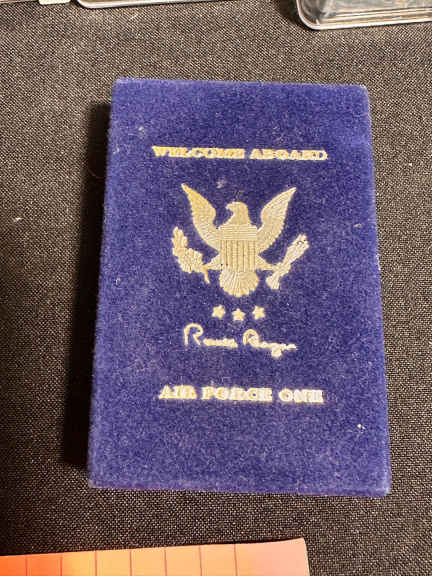 WELCOME ABOARD
Ronald Reagan
AIR FORCE ONE